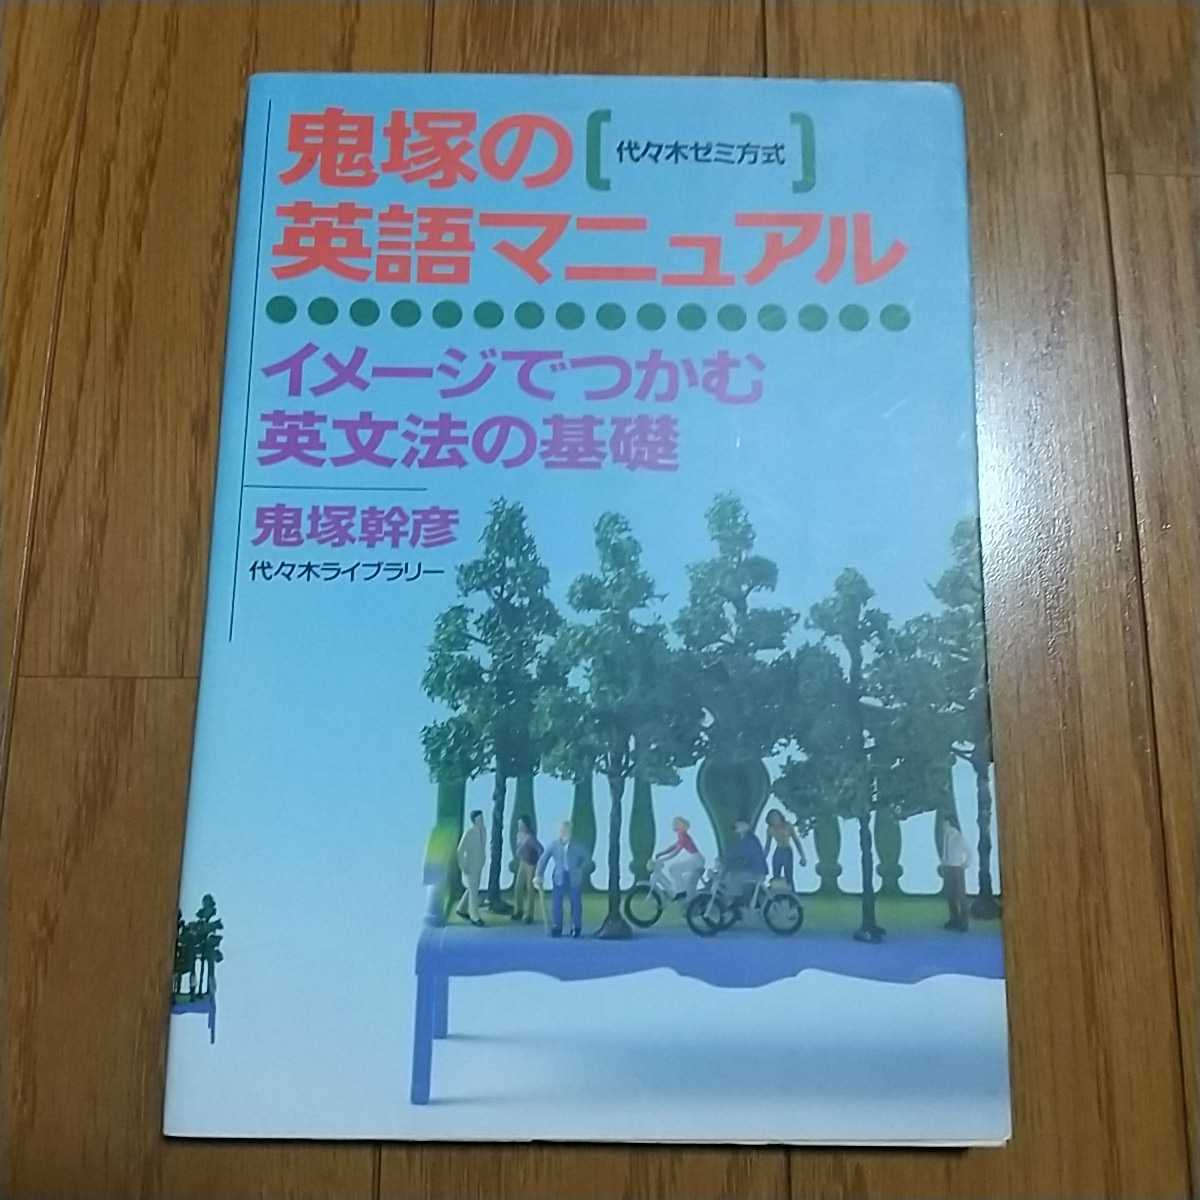 鬼塚の
[代々木ゼミ方式]
英語マニュアル
イメージでつかむ
英文法の基礎
鬼塚幹彦
代々木ライブラリー